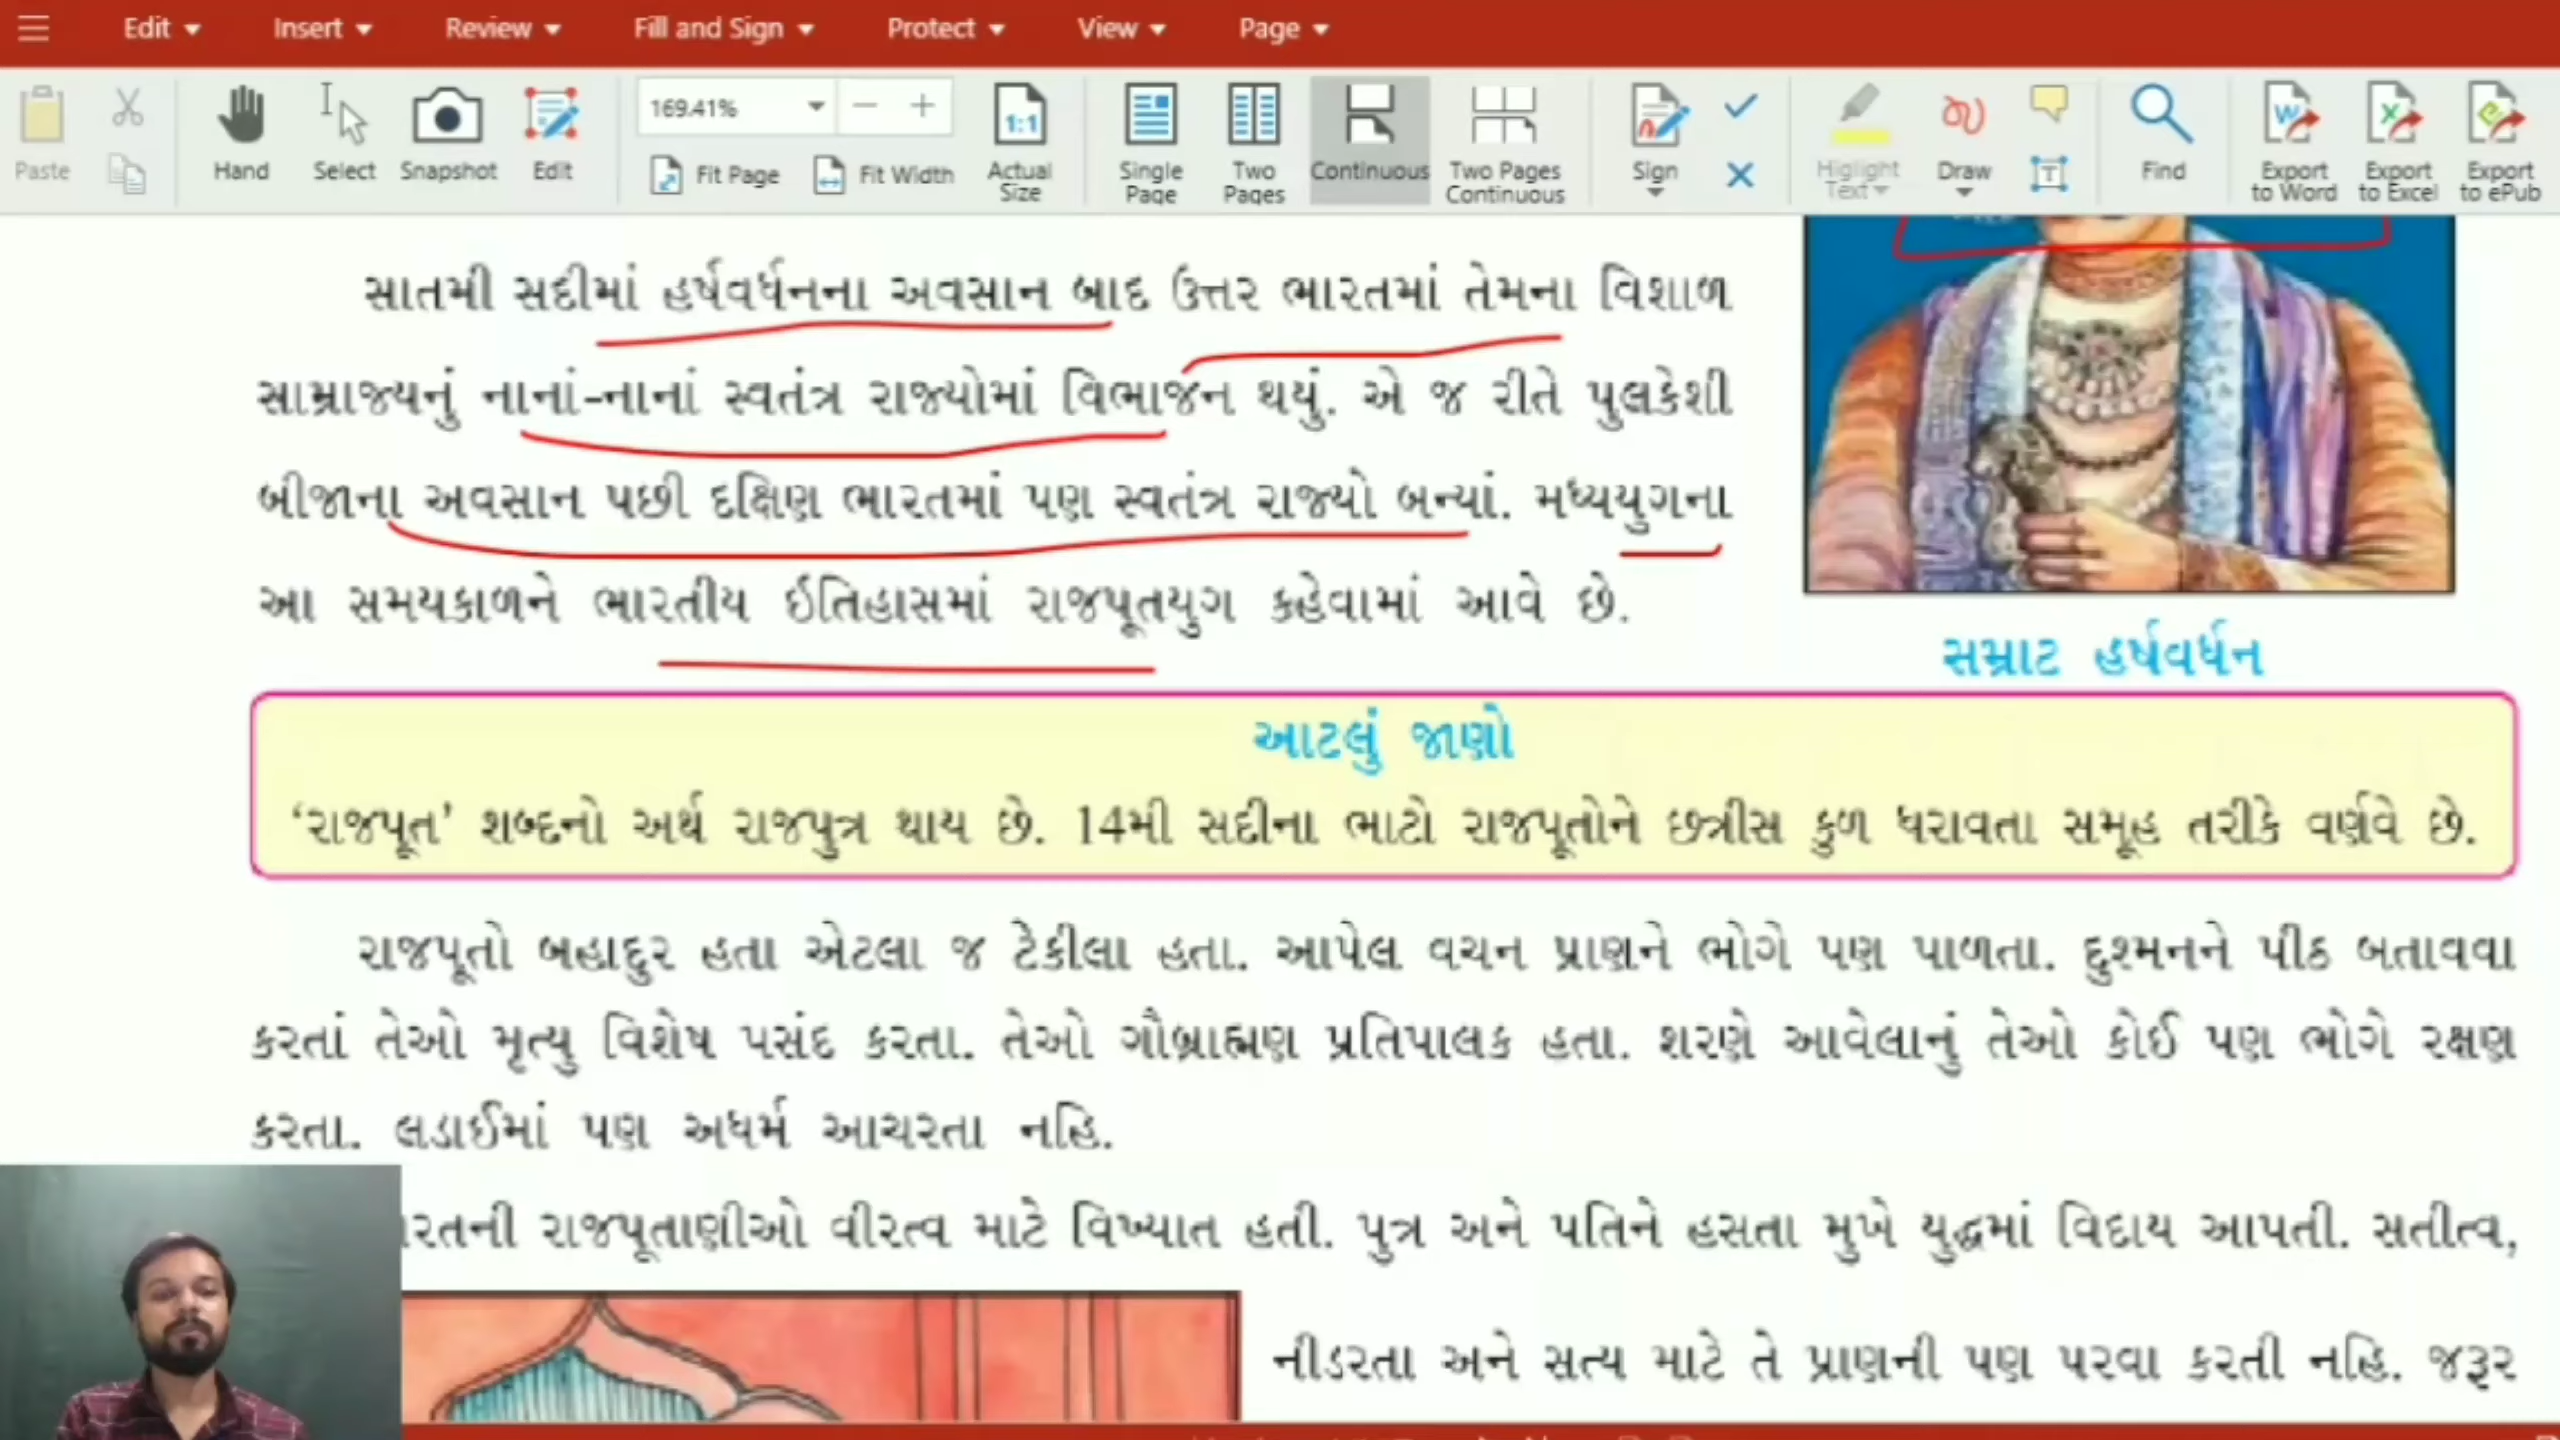 Edit Insert Review Fill and Sign Protect View Page
Paste Hand Select Snapshot Edit 169.41% Fit Page Fit Width Actual Size Single Page Two Pages Continuous Two Pages Continuous Sign Higlight Text Draw Find Export to Word Export to Excel Export to ePub
સાતમી સદીમાં હર્ષવર્ધનના અવસાન બાદ ઉત્તર ભારતમાં તેમના વિશાળ
સામ્રાજ્યનું નાનાં-નાનાં સ્વતંત્ર રાજ્યોમાં વિભાજન થયું. એ જ રીતે પુલકેશી
બીજાના અવસાન પછી દક્ષિણ ભારતમાં પણ સ્વતંત્ર રાજ્યો બન્યાં. મધ્યયુગના
આ સમયકાળને ભારતીય ઈતિહાસમાં રાજપૂતયુગ કહેવામાં આવે છે.
સમ્રાટ હર્ષવર્ધન
આટલું જાણો
‘રાજપૂત’ શબ્દનો અર્થ રાજપુત્ર થાય છે. 14મી સદીના ભાટો રાજપૂતોને છત્રીસ કુળ ધરાવતા સમૂહ તરીકે વર્ણવે છે.
રાજપૂતો બહાદુર હતા એટલા જ ટેકીલા હતા. આપેલ વચન પ્રાણને ભોગે પણ પાળતા. દુશ્મનને પીઠ બતાવવા
કરતાં તેઓ મૃત્યુ વિશેષ પસંદ કરતા. તેઓ ગૌબ્રાહ્મણ પ્રતિપાલક હતા. શરણે આવેલાનું તેઓ કોઈ પણ ભોગે રક્ષણ
કરતા. લડાઈમાં પણ અધર્મ આચરતા નહિ.
રતની રાજપૂતાણીઓ વીરત્વ માટે વિખ્યાત હતી. પુત્ર અને પતિને હસતા મુખે યુદ્ધમાં વિદાય આપતી. સતીત્વ,
નીડરતા અને સત્ય માટે તે પ્રાણની પણ પરવા કરતી નહિ. જરૂર